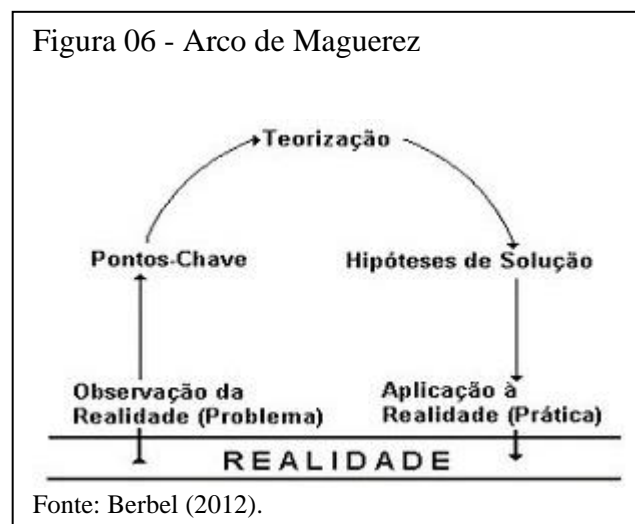 Figura 06 - Arco de Maguerez
Teorização
Pontos-Chave
Hipóteses de Solução
Observação da
Realidade (Problema)
Aplicação à
Realidade (Prática)
REALIDADE
Fonte: Berbel (2012).